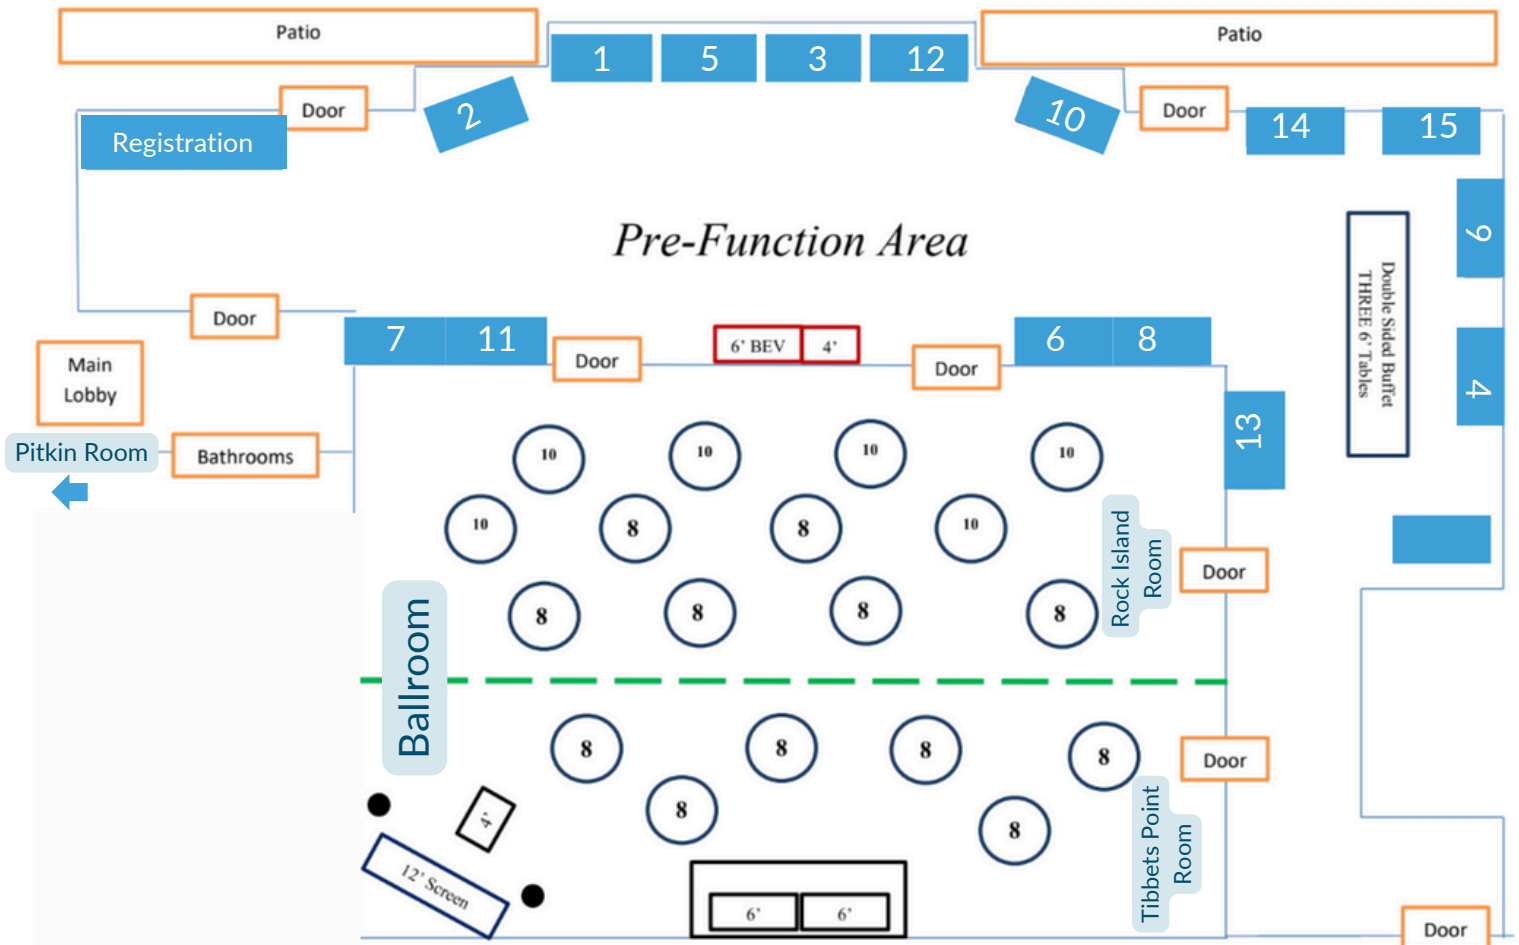 Patio
Patio
1
5
3
12
2
10
Door
Door
14
15
Registration
9
Pre-Function Area
Double Sided Buffet
THREE 6' Tables
Door
7
11
Door
6' BEV
4'
Door
6
8
Main
Lobby
4
13
Pitkin Room
Bathrooms
10
10
10
10
10
8
8
10
Rock Island
Room
Door
8
8
8
8
Ballroom
8
8
8
8
Door
8
8
4'
12' Screen
Tibbets Point
Room
6'
6'
Door